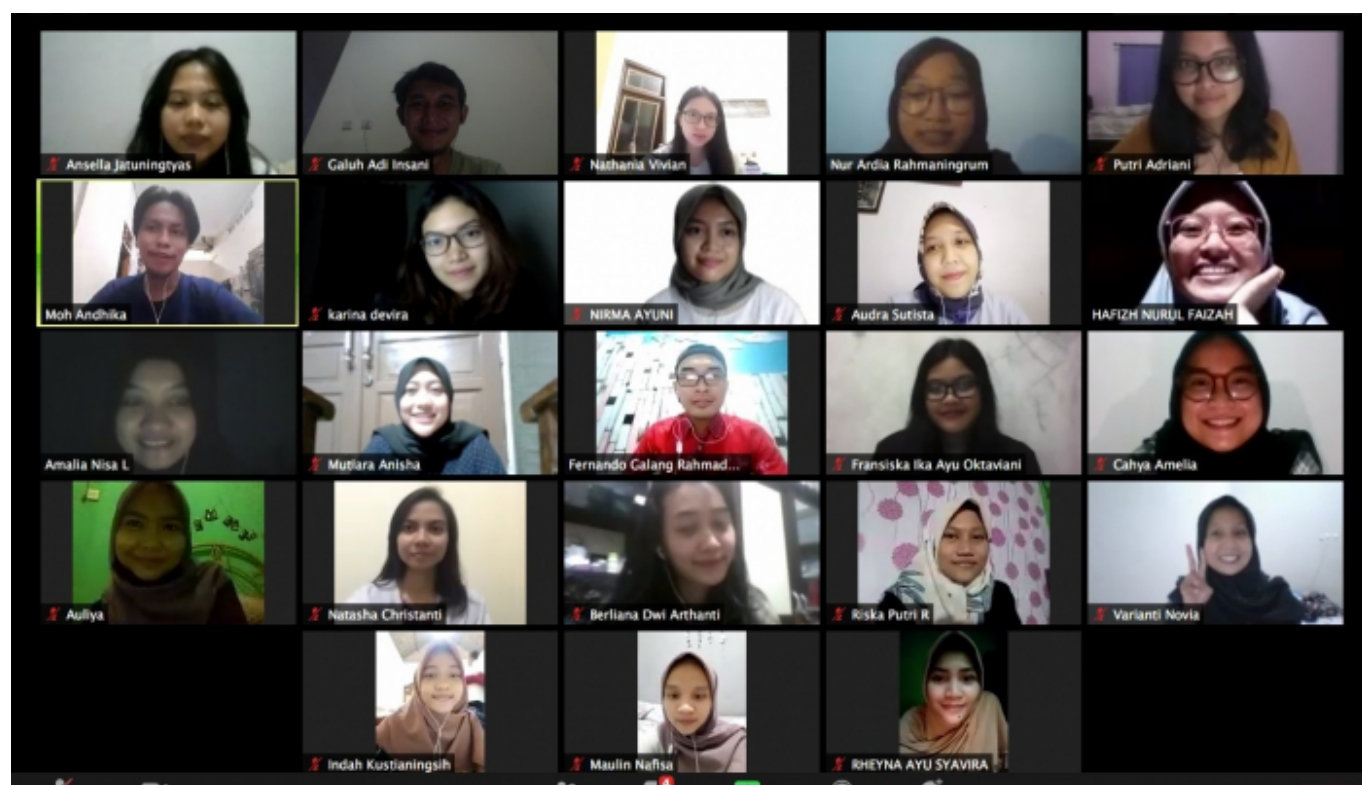 Ansella Jatuningtyas
Galuh Adi Insani
Nathania Vivian
Nur Ardia Rahmaningrum
Putri Adriani
Moh Andhika
karina devira
NIRMA AYUNI
Audra Sutista
HAFIZH NURUL FAIZAH
Amalia Nisa L
Mutiara Anisha
Fernando Galang Rahmad...
Fransiska Ika Ayu Oktaviani
Cahya Amelia
Auliya
Natasha Christanti
Berliana Dwi Arthanti
Riska Putri R
Varianti Novia
Indah Kustianingsih
Maulin Nafisa
RHEYNA AYU SYAVIRA
4